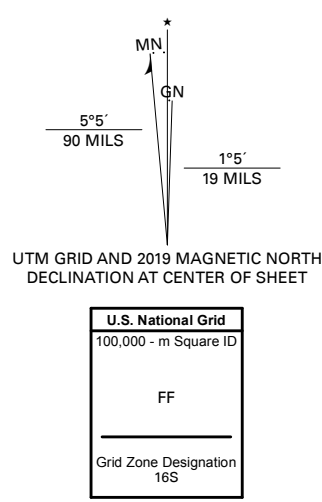 ★
M.N.
GN
5°5´
90 MILS
1°5´
19 MILS
UTM GRID AND 2019 MAGNETIC NORTH
DECLINATION AT CENTER OF SHEET
U.S. National Grid
100,000 - m Square ID
FF
Grid Zone Designation
16S